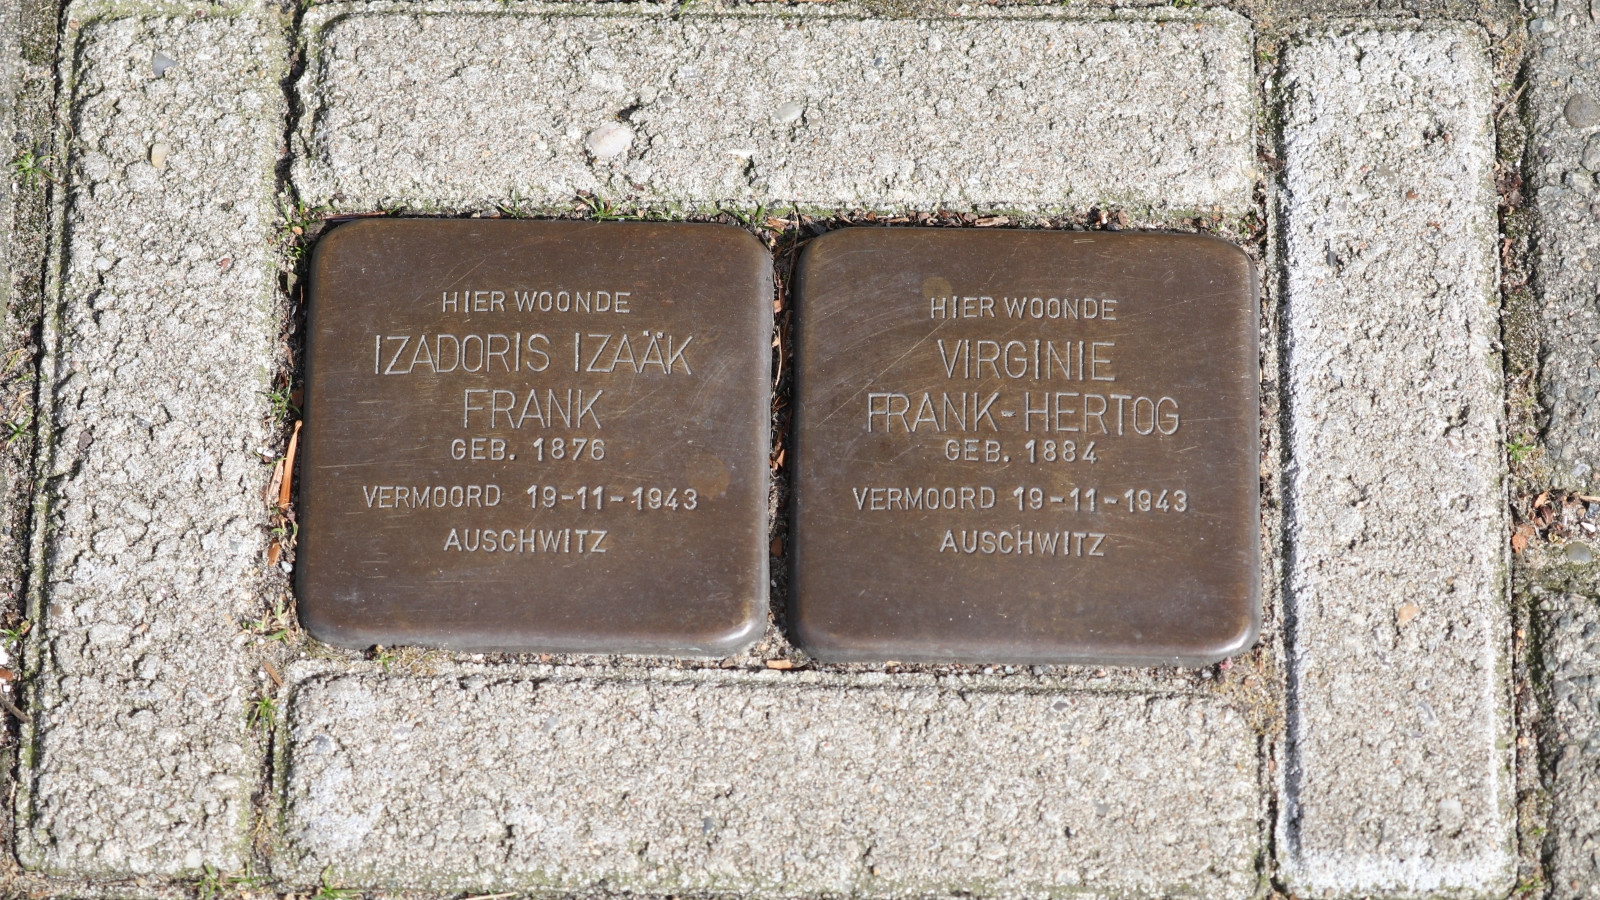 HIER WOONDE
IZADORIS IZAÄK
FRANK
GEB. 1876
VERMOORD 19-11-1943
AUSCHWITZ
HIER WOONDE
VIRGINIE
FRANK-HERTOG
GEB. 1884
VERMOORD 19-11-1943
AUSCHWITZ